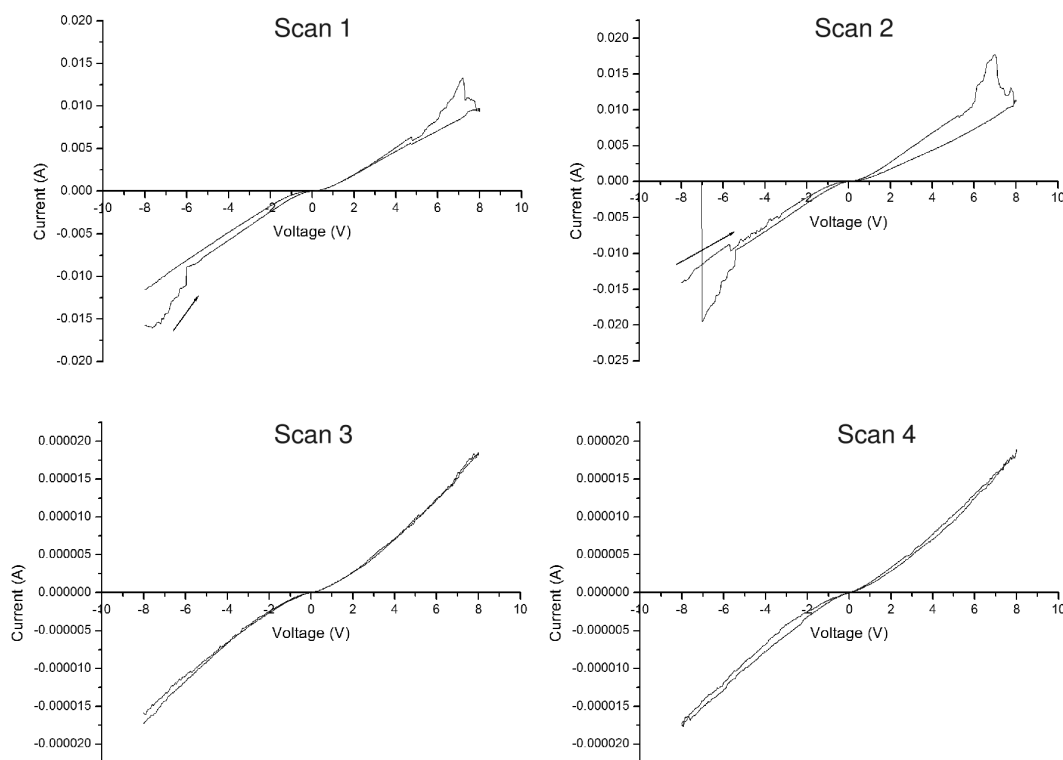 Scan 1
0.020
0.015
0.010
0.005
0.000
-0.005
-0.010
-0.015
-0.020
Current (A)
-10 -8 -6 -4 -2 0 2 4 6 8 10
Voltage (V)
Scan 2
0.020
0.015
0.010
0.005
0.000
-0.005
-0.010
-0.015
-0.020
-0.025
Current (A)
-10 -8 -6 -4 -2 0 2 4 6 8 10
Voltage (V)
Scan 3
0.000020
0.000015
0.000010
0.000005
0.000000
-0.000005
-0.000010
-0.000015
-0.000020
Current (A)
-10 -8 -6 -4 -2 0 2 4 6 8 10
Voltage (V)
Scan 4
0.000020
0.000015
0.000010
0.000005
0.000000
-0.000005
-0.000010
-0.000015
-0.000020
Current (A)
-10 -8 -6 -4 -2 0 2 4 6 8 10
Voltage (V)